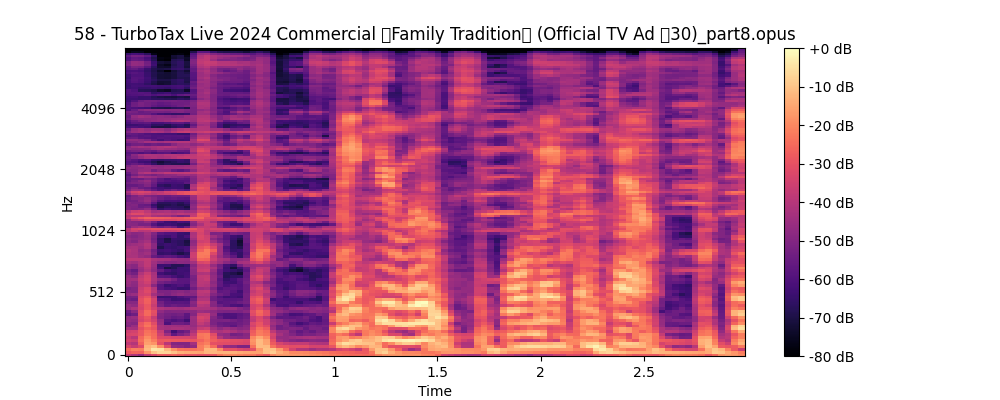 58 - TurboTax Live 2024 Commercial Family Tradition (Official TV Ad 30)_part8.opus
Hz
4096
2048
1024
512
0
0 0.5 1 1.5 2 2.5
Time
+0 dB
-10 dB
-20 dB
-30 dB
-40 dB
-50 dB
-60 dB
-70 dB
-80 dB